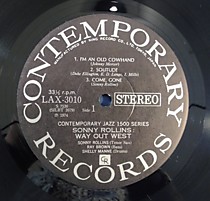 CONTEMPORARY
1. I'M AN OLD COWHAND
(Johnny Mercer)
2. SOLITUDE
(Duke Ellington, E. D. Lange, I. Mills)
3. COME, GONE
(Sonny Rollins)
33⅓ r.p.m.
LAX-3010
STEREO
Side 1
℗ 1974
CONTEMPORARY JAZZ 1500 SERIES
SONNY ROLLINS:
WAY OUT WEST
SONNY ROLLINS (Tenor Sax)
RAY BROWN (Bass)
SHELLY MANNE (Drums)
CR
RECORDS